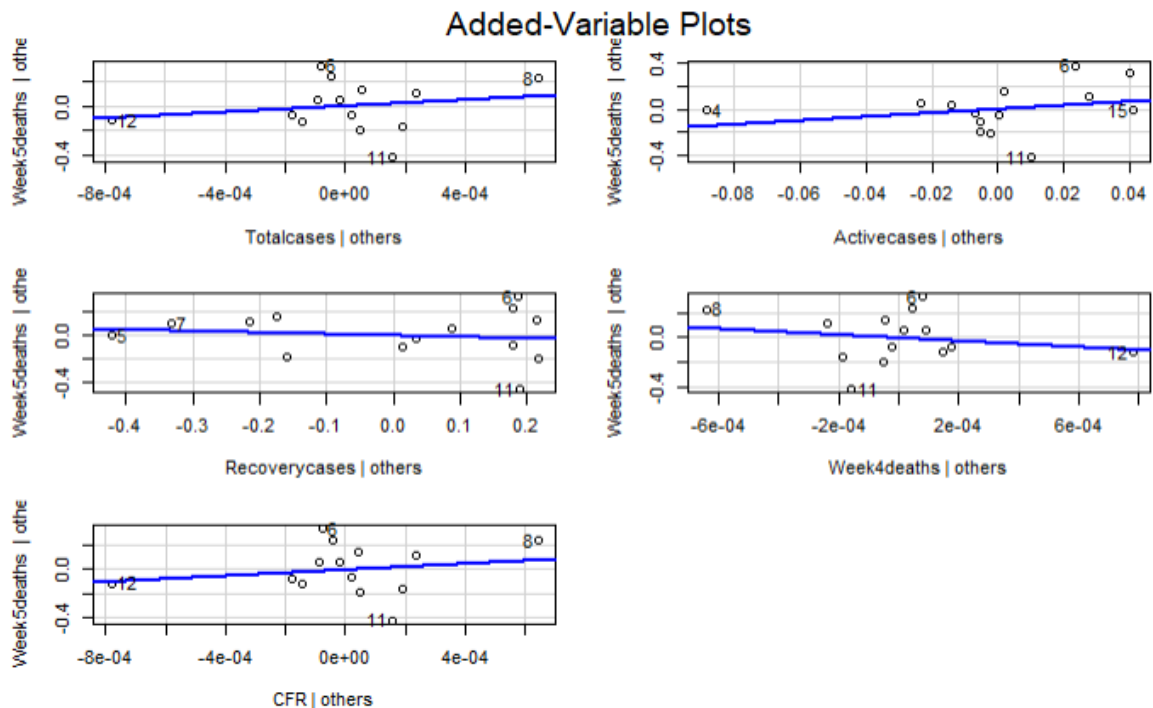 Added-Variable Plots
Week5deaths | othe
0.0
-0.4
12
6
8
11
-8e-04 -4e-04 0e+00 4e-04
Totalcases | others
Week5deaths | othe
0.4
0.0
-0.4
4
6
15
11
-0.08 -0.06 -0.04 -0.02 0.00 0.02 0.04
Activecases | others
Week5deaths | othe
0.0
-0.4
5
7
6
11
-0.4 -0.3 -0.2 -0.1 0.0 0.1 0.2
Recoverycases | others
Week5deaths | othe
0.0
-0.4
8
6
12
11
-6e-04 -2e-04 2e-04 6e-04
Week4deaths | others
Week5deaths | othe
0.0
-0.4
12
6
8
11
-8e-04 -4e-04 0e+00 4e-04
CFR | others